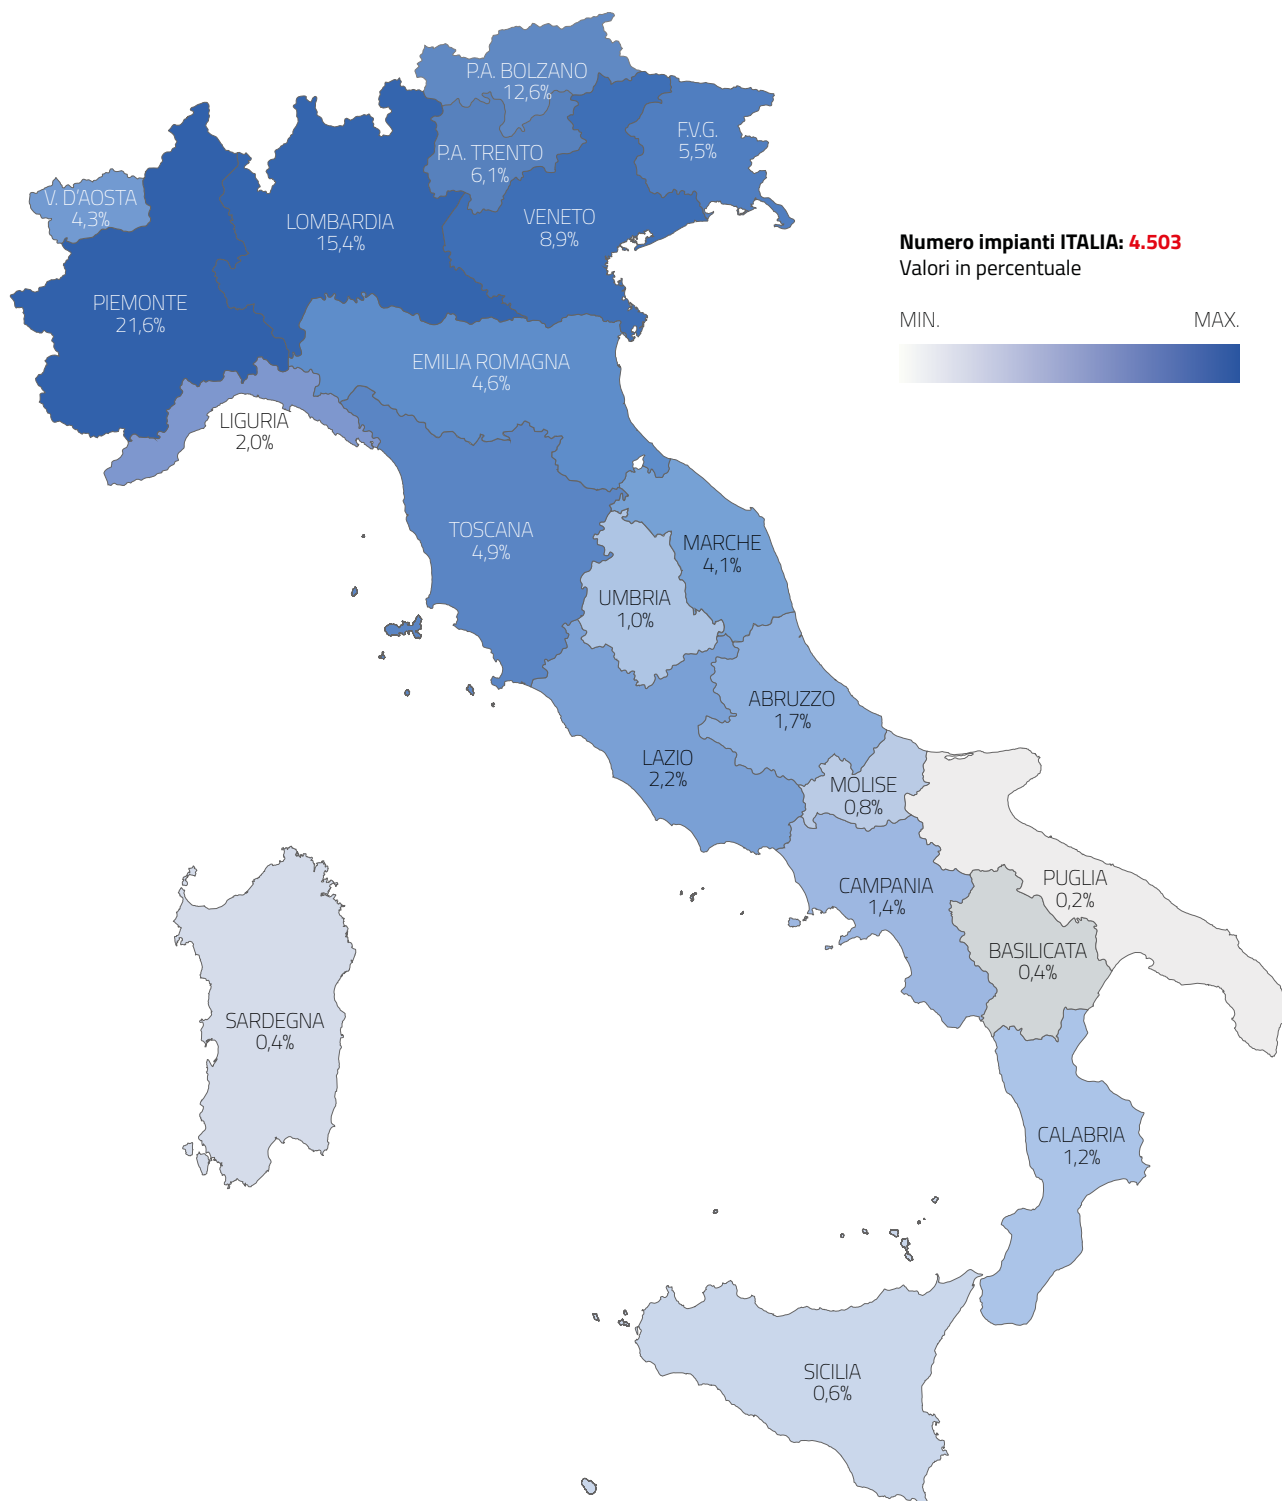 P.A. BOLZANO
12,6%
P.A. TRENTO
6,1%
F.V.G.
5,5%
V. D'AOSTA
4,3%
LOMBARDIA
15,4%
VENETO
8,9%
PIEMONTE
21,6%
Numero impianti ITALIA: 4.503
Valori in percentuale
MIN.
MAX.
EMILIA ROMAGNA
4,6%
LIGURIA
2,0%
TOSCANA
4,9%
MARCHE
4,1%
UMBRIA
1,0%
ABRUZZO
1,7%
LAZIO
2,2%
MOLISE
0,8%
CAMPANIA
1,4%
PUGLIA
0,2%
BASILICATA
0,4%
SARDEGNA
0,4%
CALABRIA
1,2%
SICILIA
0,6%